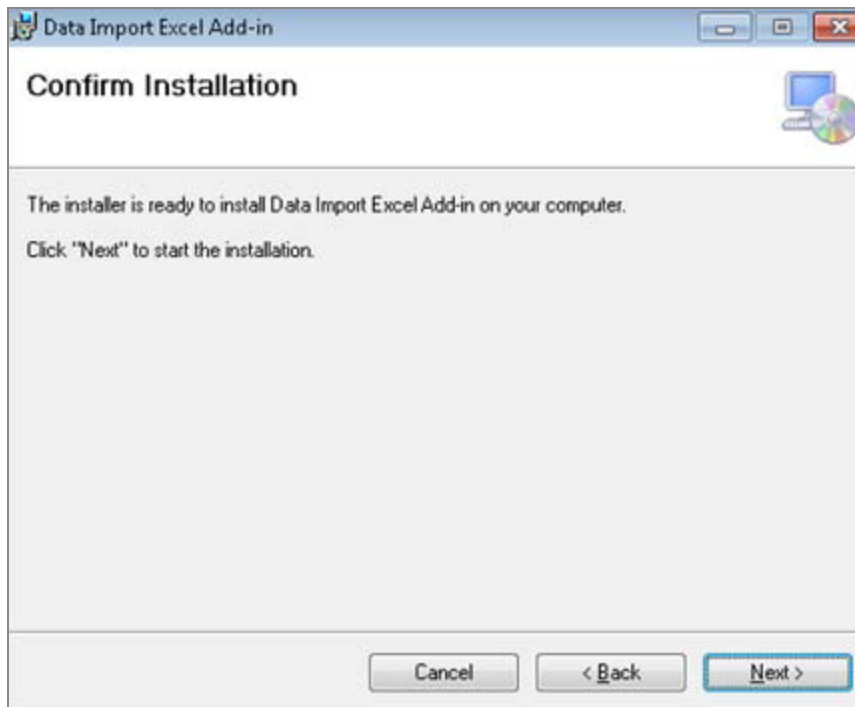 Data Import Excel Add-in
Confirm Installation
The installer is ready to install Data Import Excel Add-in on your computer.
Click "Next" to start the installation.
Cancel
< Back
Next >